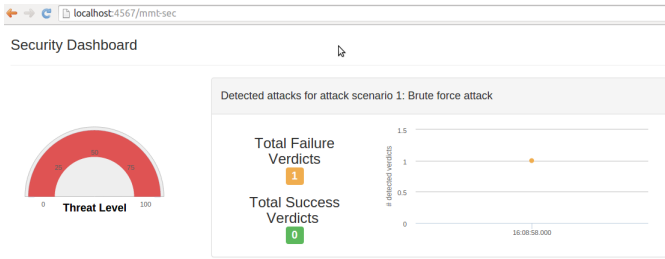 localhost:4567/mmt-sec
Security Dashboard
Detected attacks for attack scenario 1: Brute force attack
Total Failure
Verdicts
1
Total Success
Verdicts
0
# detected verdicts
1.5
1
0.5
0
16:08:58.000
50
25
75
0
Threat Level
100